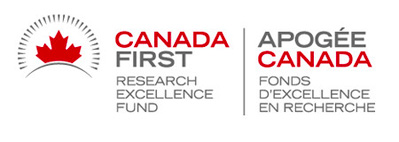 CANADA
FIRST
RESEARCH
EXCELLENCE
FUND
APOGÉE
CANADA
FONDS
D'EXCELLENCE
EN RECHERCHE